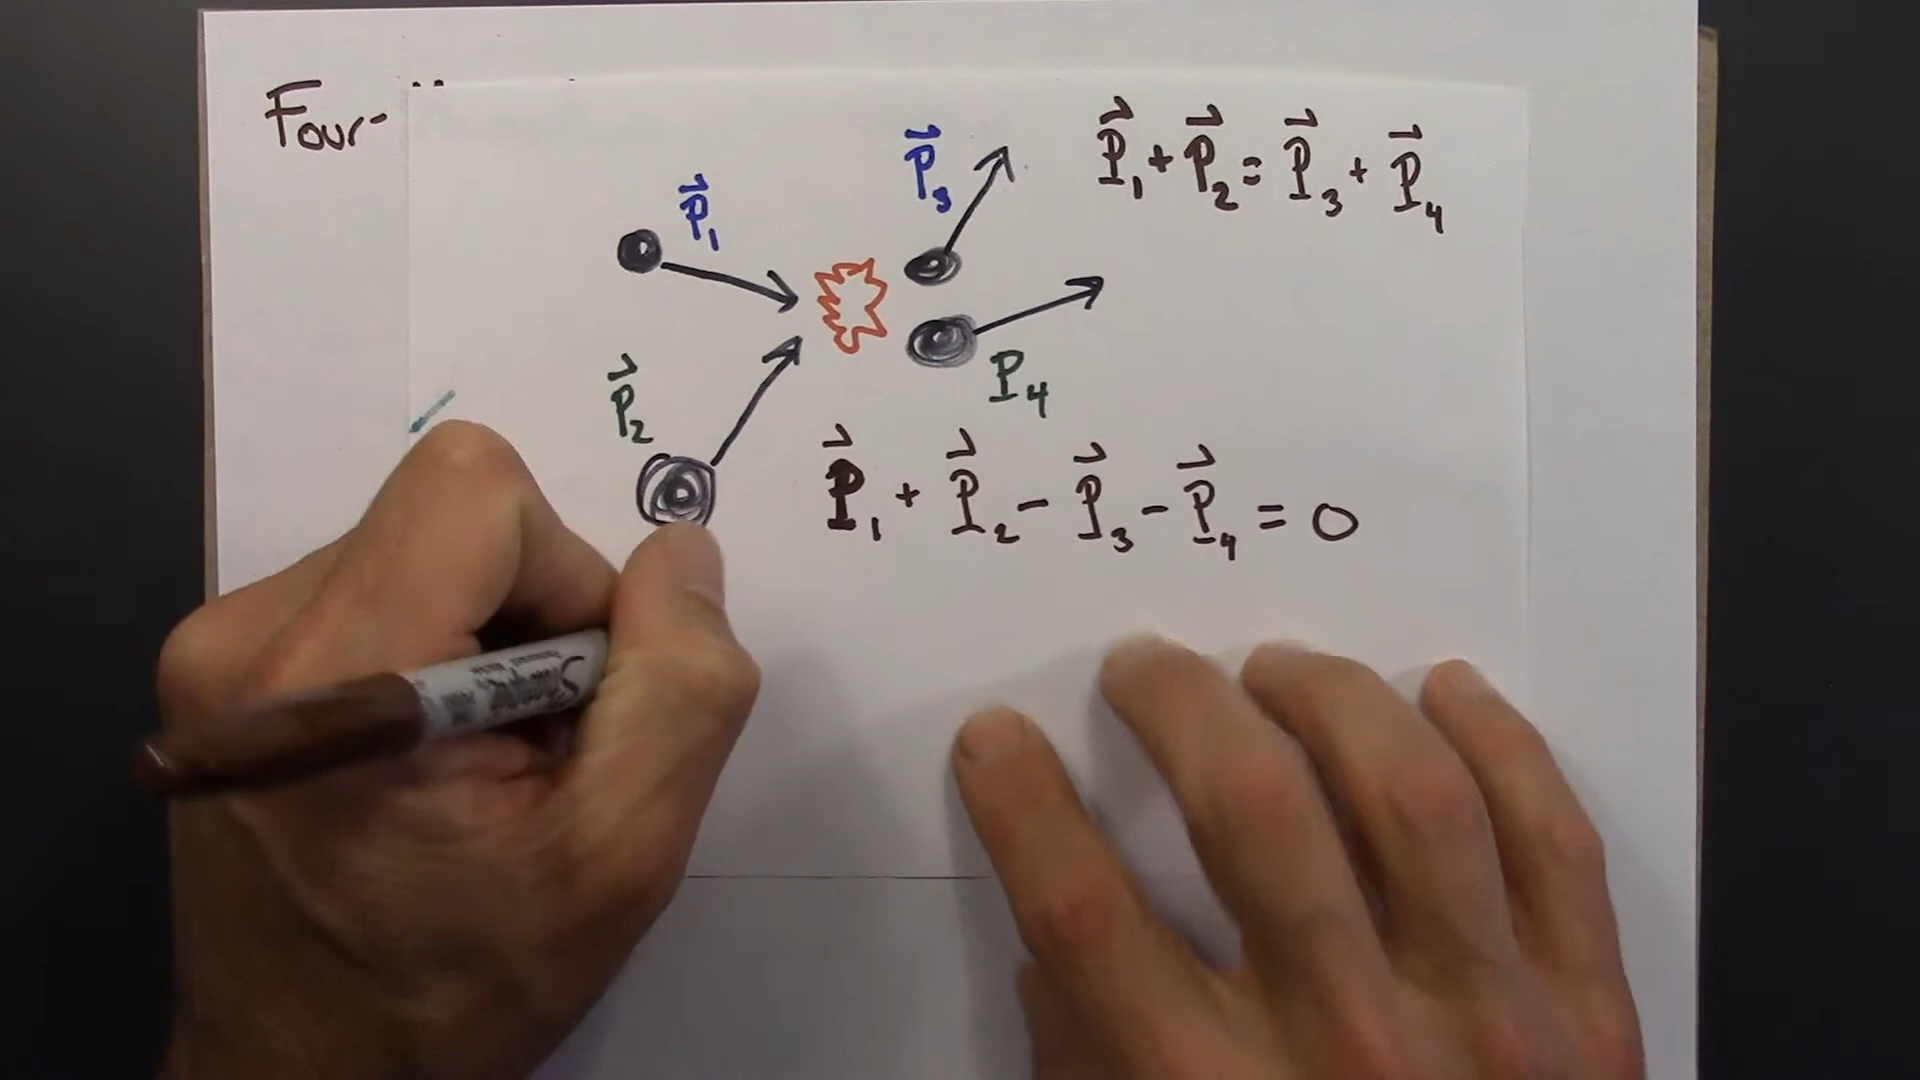 Four-
P⃗₃
P⃗₁ + P⃗₂ = P⃗₃ + P⃗₄
P⃗₁
P⃗₂
P₄
P⃗₁ + P⃗₂ - P⃗₃ - P⃗₄ = 0